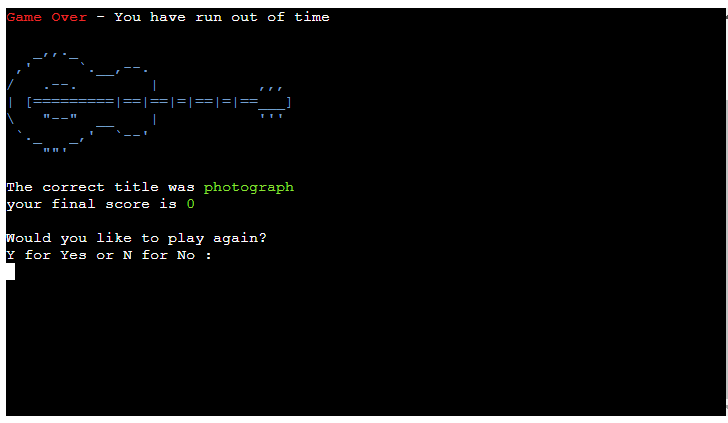 Game Over - You have run out of time
The correct title was photograph
your final score is 0
Would you like to play again?
Y for Yes or N for No :